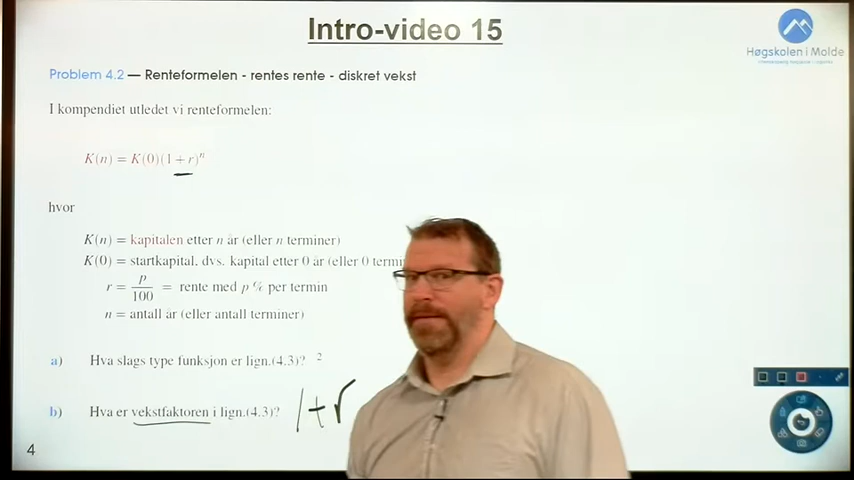 Intro-video 15
Høgskolen i Molde
Problem 4.2 — Renteformelen - rentes rente - diskret vekst
I kompendiet utledet vi renteformelen:
K(n) = K(0)(1 + r)^n
hvor
K(n) = kapitalen etter n år (eller n terminer)
K(0) = startkapital, dvs. kapital etter 0 år (eller 0 termi
r = p/100 = rente med p % per termin
n = antall år (eller antall terminer)
a) Hva slags type funksjon er lign.(4.3)? 2
b) Hva er vekstfaktoren i lign.(4.3)? 1+r
4